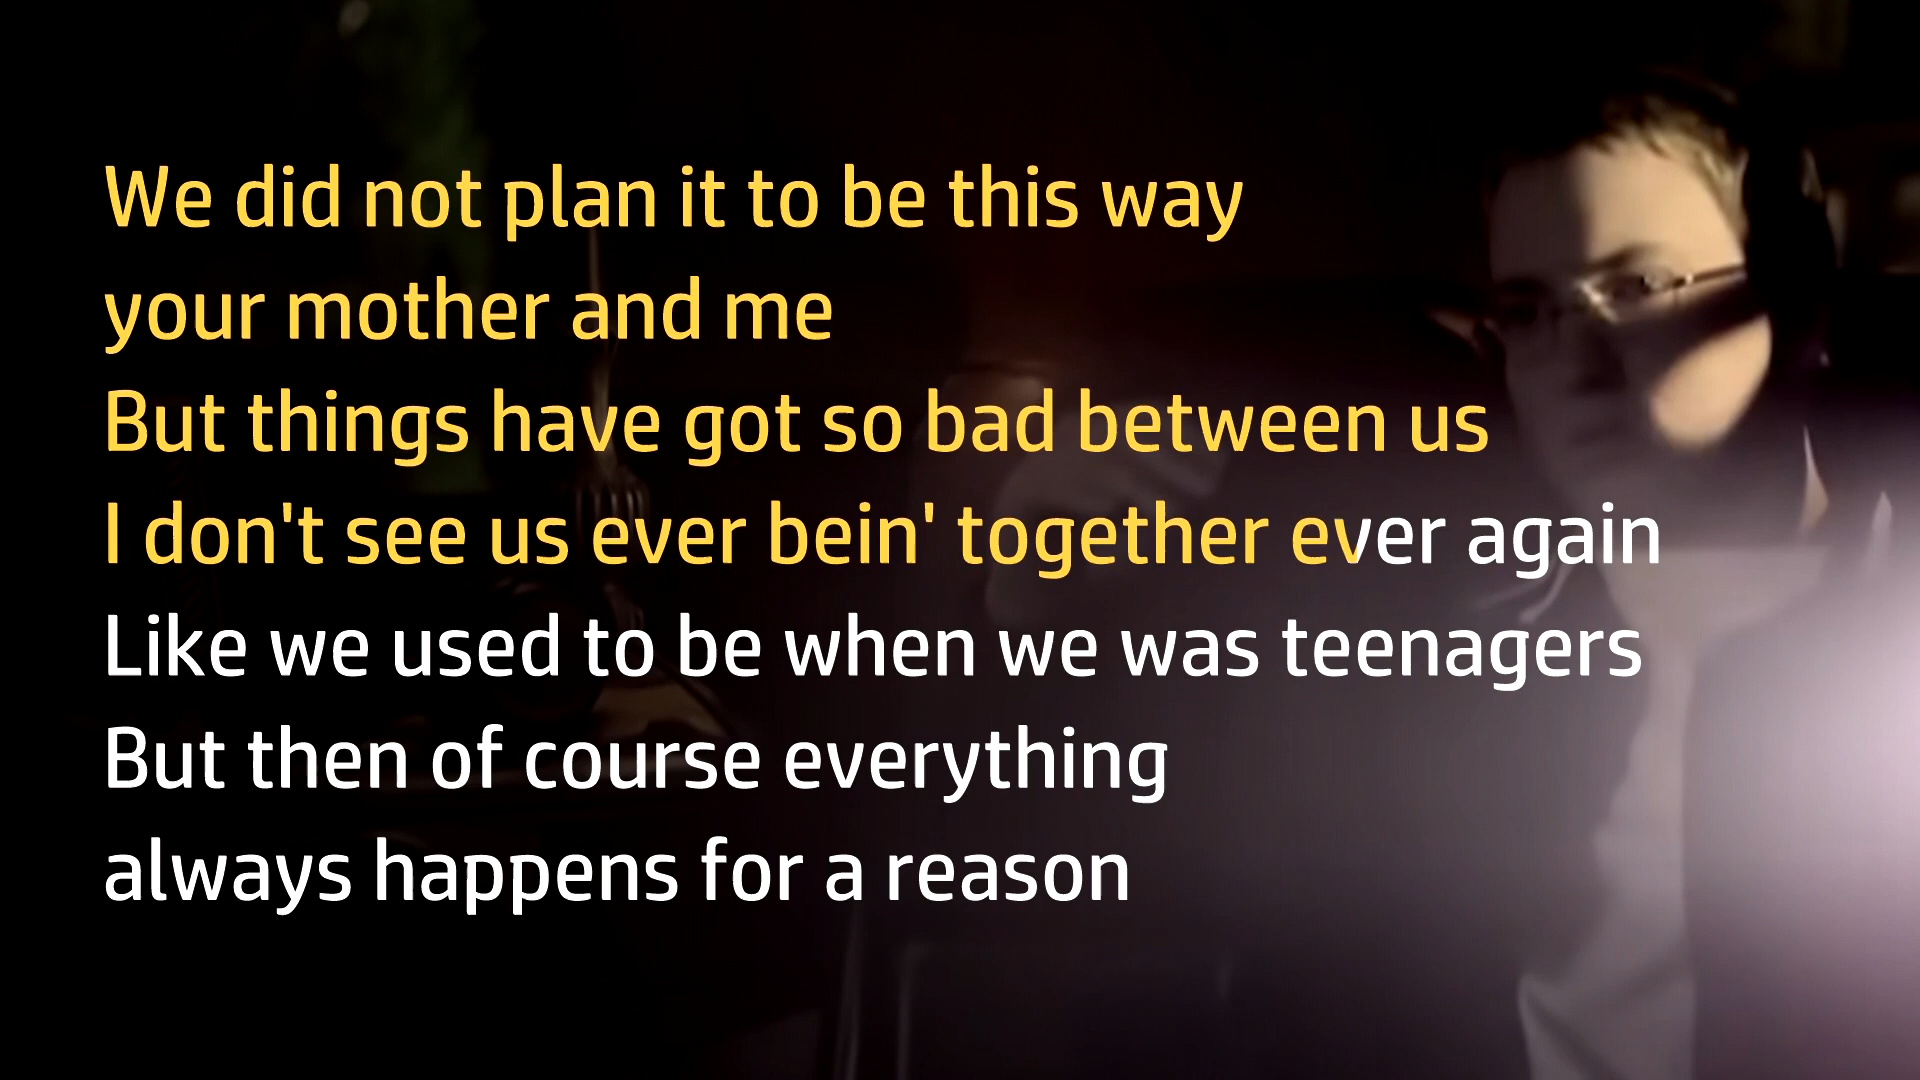 We did not plan it to be this way
your mother and me
But things have got so bad between us
I don't see us ever bein' together ever again
Like we used to be when we was teenagers
But then of course everything
always happens for a reason